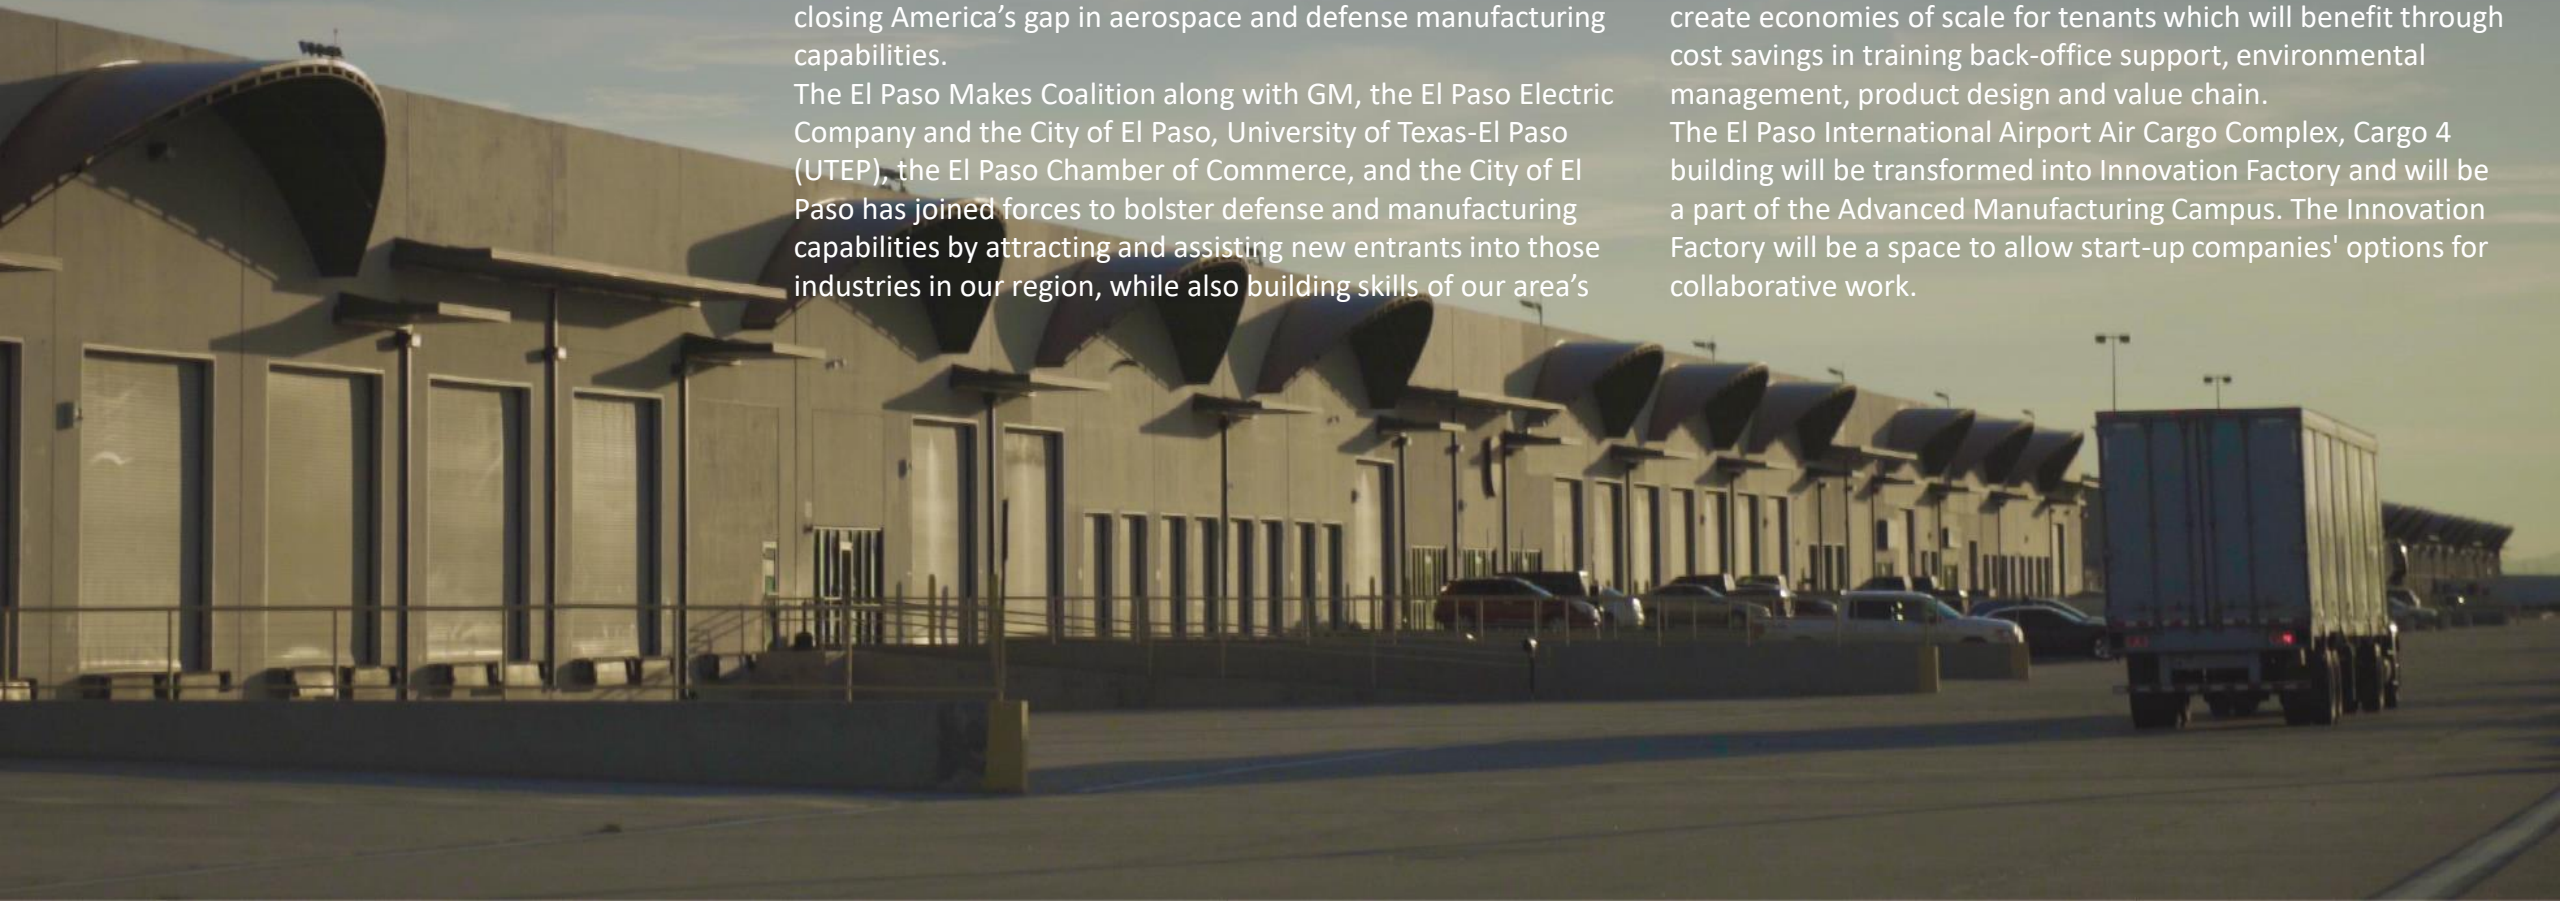 closing America’s gap in aerospace and defense manufacturing
capabilities.
The El Paso Makes Coalition along with GM, the El Paso Electric
Company and the City of El Paso, University of Texas-El Paso
(UTEP), the El Paso Chamber of Commerce, and the City of El
Paso has joined forces to bolster defense and manufacturing
capabilities by attracting and assisting new entrants into those
industries in our region, while also building skills of our area’s
create economies of scale for tenants which will benefit through
cost savings in training back-office support, environmental
management, product design and value chain.
The El Paso International Airport Air Cargo Complex, Cargo 4
building will be transformed into Innovation Factory and will be
a part of the Advanced Manufacturing Campus. The Innovation
Factory will be a space to allow start-up companies' options for
collaborative work.